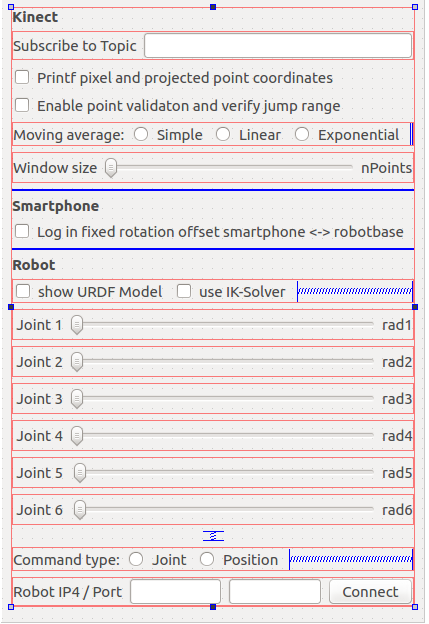 Kinect
Subscribe to Topic
Printf pixel and projected point coordinates
Enable point validaton and verify jump range
Moving average: Simple Linear Exponential
Window size nPoints
Smartphone
Log in fixed rotation offset smartphone <-> robotbase
Robot
show URDF Model use IK-Solver
Joint 1 rad1
Joint 2 rad2
Joint 3 rad3
Joint 4 rad4
Joint 5 rad5
Joint 6 rad6
Command type: Joint Position
Robot IP4 / Port Connect